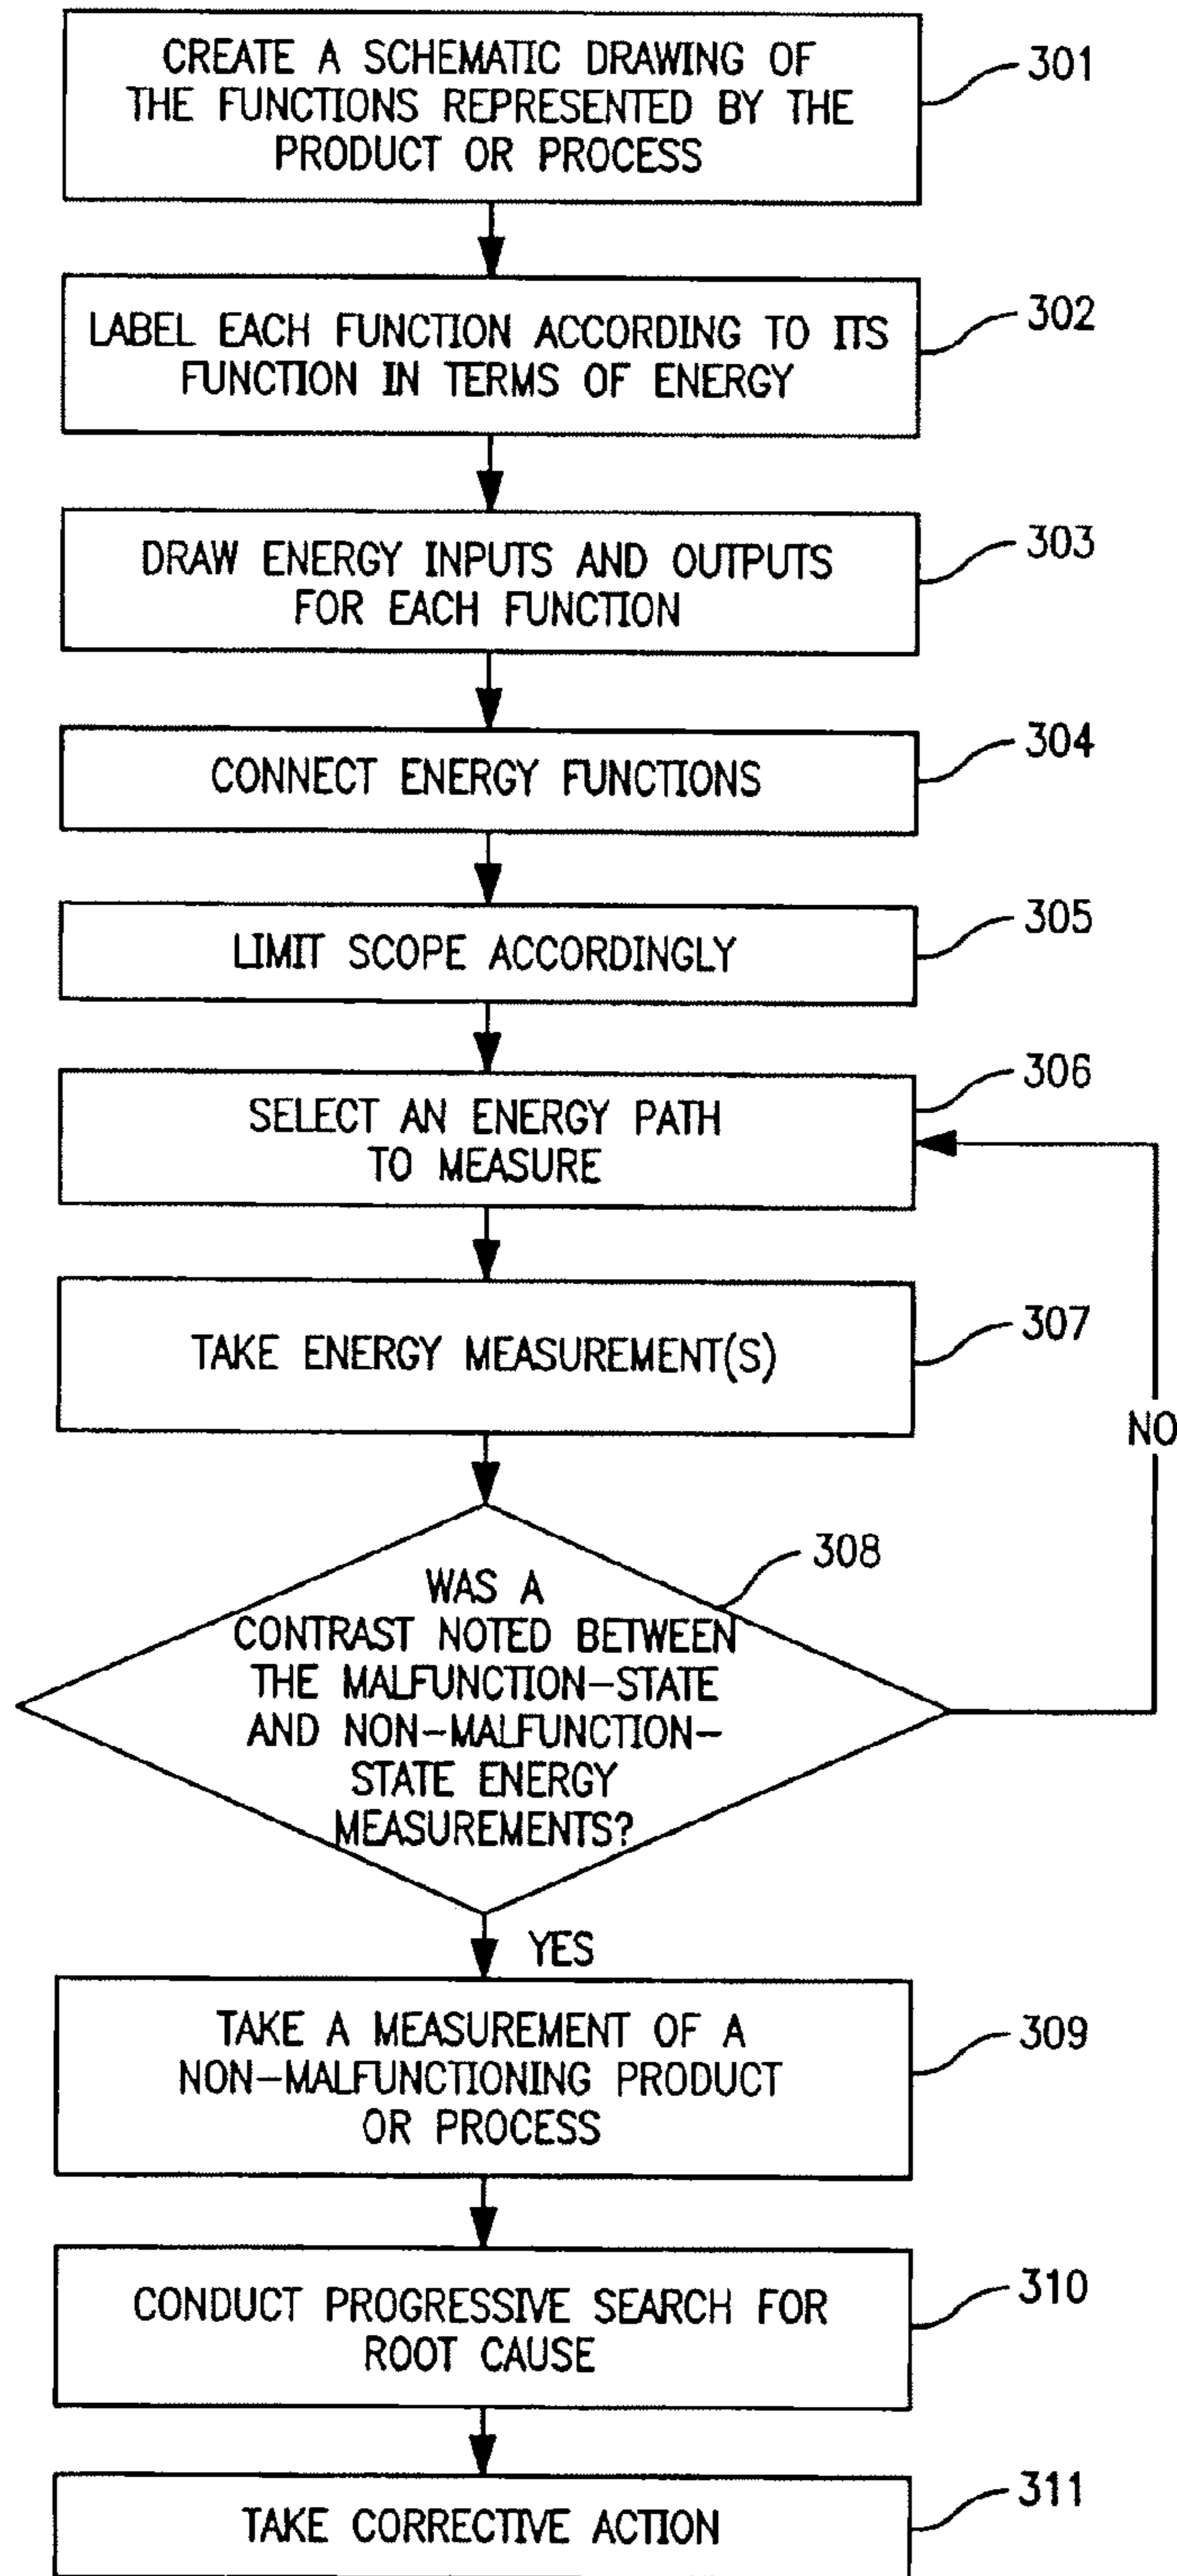 CREATE A SCHEMATIC DRAWING OF
THE FUNCTIONS REPRESENTED BY THE
PRODUCT OR PROCESS
301
LABEL EACH FUNCTION ACCORDING TO ITS
FUNCTION IN TERMS OF ENERGY
302
DRAW ENERGY INPUTS AND OUTPUTS
FOR EACH FUNCTION
303
CONNECT ENERGY FUNCTIONS
304
LIMIT SCOPE ACCORDINGLY
305
SELECT AN ENERGY PATH
TO MEASURE
306
TAKE ENERGY MEASUREMENT(S)
307
NO
WAS A
CONTRAST NOTED BETWEEN
THE MALFUNCTION-STATE
AND NON-MALFUNCTION-
STATE ENERGY
MEASUREMENTS?
308
YES
TAKE A MEASUREMENT OF A
NON-MALFUNCTIONING PRODUCT
OR PROCESS
309
CONDUCT PROGRESSIVE SEARCH FOR
ROOT CAUSE
310
TAKE CORRECTIVE ACTION
311